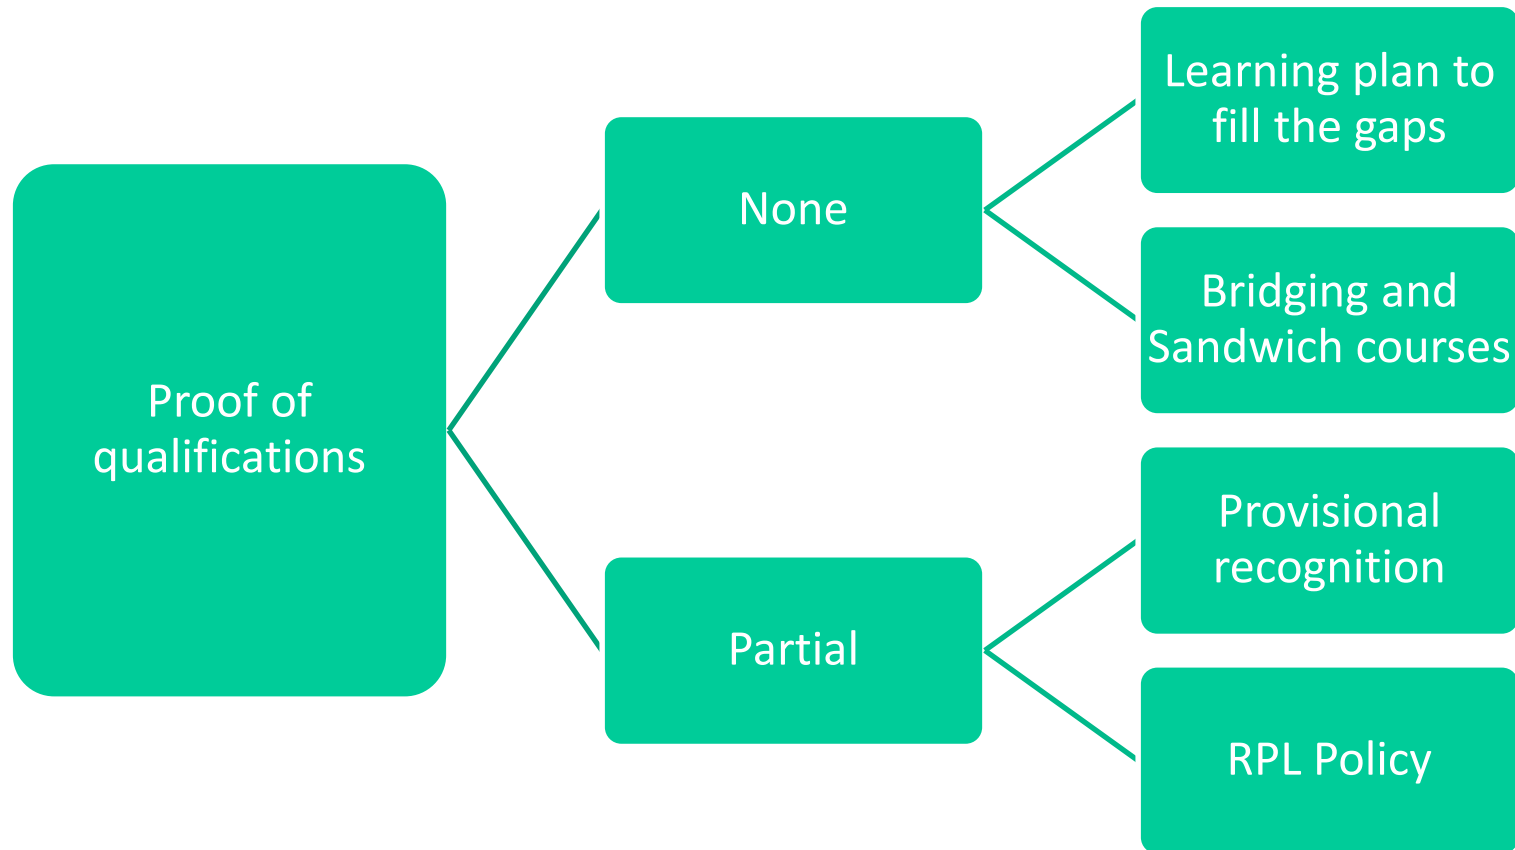 Proof of
qualifications
None
Partial
Learning plan to
fill the gaps
Bridging and
Sandwich courses
Provisional
recognition
RPL Policy